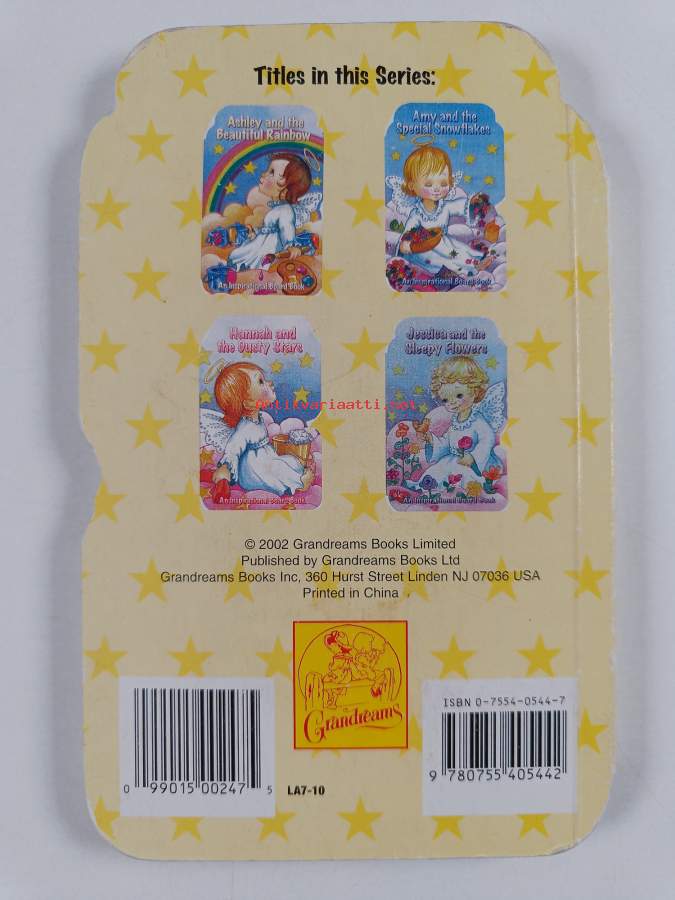 Titles in this Series:
Ashley and the
Beautiful Rainbow
An Inspirational Board Book
Amy and the
Special Snowflakes
An Inspirational Board Book
Hannah and
the Dusty Stars
An Inspirational Board Book
Jessica and the
Sleepy Flowers
An Inspirational Board Book
antikvariaatti.net
© 2002 Grandreams Books Limited
Published by Grandreams Books Ltd
Grandreams Books Inc, 360 Hurst Street Linden NJ 07036 USA
Printed in China
Grandreams
0 99015 00247 5
LA7-10
ISBN 0-7554-0544-7
9 780755 405442